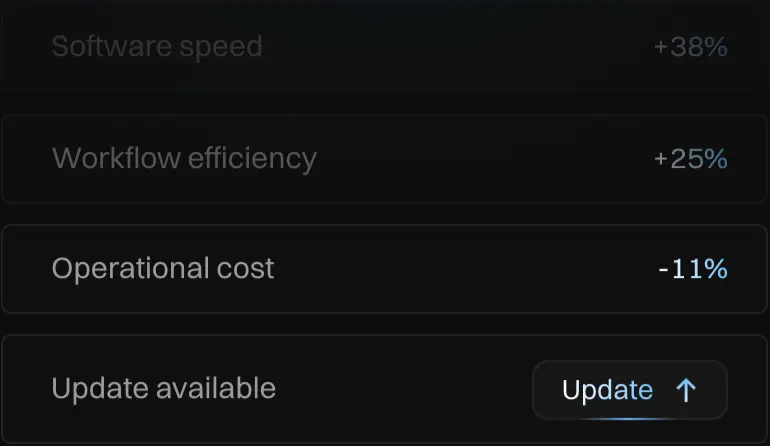 Software speed +38%
Workflow efficiency +25%
Operational cost -11%
Update available Update ↑